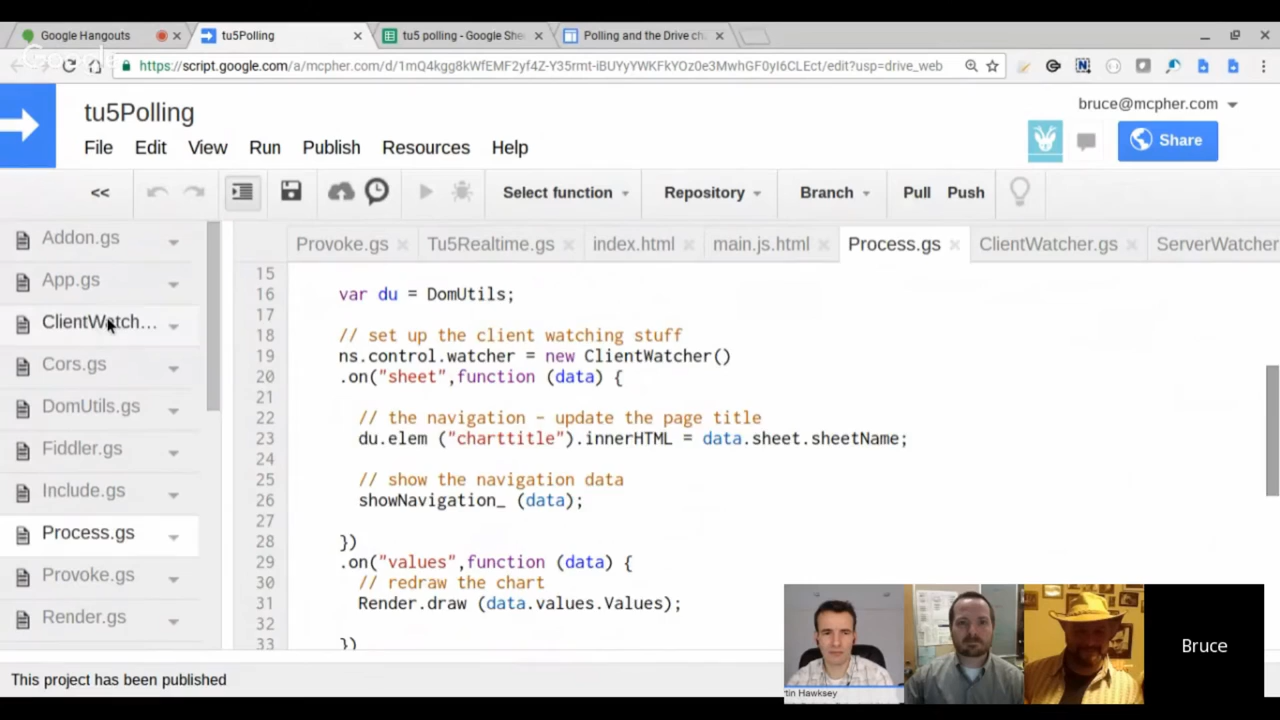 Google Hangouts
tu5Polling
tu5 polling - Google She
Polling and the Drive ch
Google
https://script.google.com/a/mcpher.com/d/1mQ4kgg8kWfEMF2yf4Z-Y35rmt-iBUYyYWKFkYOz0e3MwhGF0yI6CLEct/edit?usp=drive_web
tu5Polling
bruce@mcpher.com
File Edit View Run Publish Resources Help
Share
<< Select function Repository Branch Pull Push
Addon.gs
App.gs
ClientWatch...
Cors.gs
DomUtils.gs
Fiddler.gs
Include.gs
Process.gs
Provoke.gs
Render.gs
Provoke.gs Tu5Realtime.gs index.html main.js.html Process.gs ClientWatcher.gs ServerWatcher
15
16 var du = DomUtils;
17
18 // set up the client watching stuff
19 ns.control.watcher = new ClientWatcher()
20 .on("sheet",function (data) {
21
22 // the navigation - update the page title
23 du.elem ("charttitle").innerHTML = data.sheet.sheetName;
24
25 // show the navigation data
26 showNavigation_ (data);
27
28 })
29 .on("values",function (data) {
30 // redraw the chart
31 Render.draw (data.values.Values);
32
33 })
This project has been published
tin Hawksey
Bruce